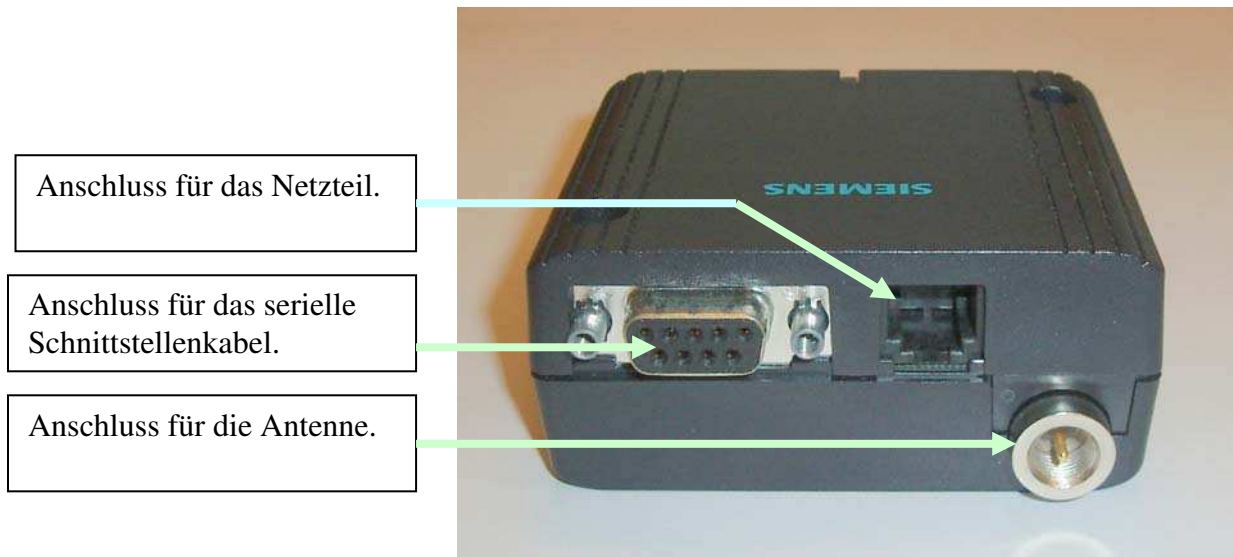 Anschluss für das Netzteil.
SIEMENS
Anschluss für das serielle
Schnittstellenkabel.
Anschluss für die Antenne.